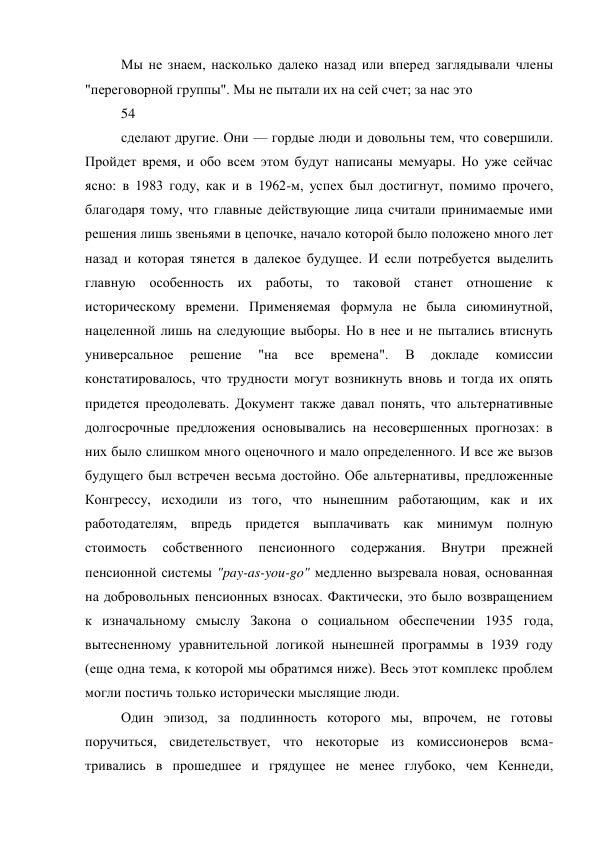 Мы не знаем, насколько далеко назад или вперед заглядывали члены
"переговорной группы". Мы не пытали их на сей счет; за нас это
54
сделают другие. Они — гордые люди и довольны тем, что совершили.
Пройдет время, и обо всем этом будут написаны мемуары. Но уже сейчас
ясно: в 1983 году, как и в 1962-м, успех был достигнут, помимо прочего,
благодаря тому, что главные действующие лица считали принимаемые ими
решения лишь звеньями в цепочке, начало которой было положено много лет
назад и которая тянется в далекое будущее. И если потребуется выделить
главную особенность их работы, то таковой станет отношение к
историческому времени. Применяемая формула не была сиюминутной,
нацеленной лишь на следующие выборы. Но в нее и не пытались втиснуть
универсальное решение "на все времена". В докладе комиссии
констатировалось, что трудности могут возникнуть вновь и тогда их опять
придется преодолевать. Документ также давал понять, что альтернативные
долгосрочные предложения основывались на несовершенных прогнозах: в
них было слишком много оценочного и мало определенного. И все же вызов
будущего был встречен весьма достойно. Обе альтернативы, предложенные
Конгрессу, исходили из того, что нынешним работающим, как и их
работодателям, впредь придется выплачивать как минимум полную
стоимость собственного пенсионного содержания. Внутри прежней
пенсионной системы "pay-as-you-go" медленно вызревала новая, основанная
на добровольных пенсионных взносах. Фактически, это было возвращением
к изначальному смыслу Закона о социальном обеспечении 1935 года,
вытесненному уравнительной логикой нынешней программы в 1939 году
(еще одна тема, к которой мы обратимся ниже). Весь этот комплекс проблем
могли постичь только исторически мыслящие люди.
Один эпизод, за подлинность которого мы, впрочем, не готовы
поручиться, свидетельствует, что некоторые из комиссионеров всма-
тривались в прошедшее и грядущее не менее глубоко, чем Кеннеди,